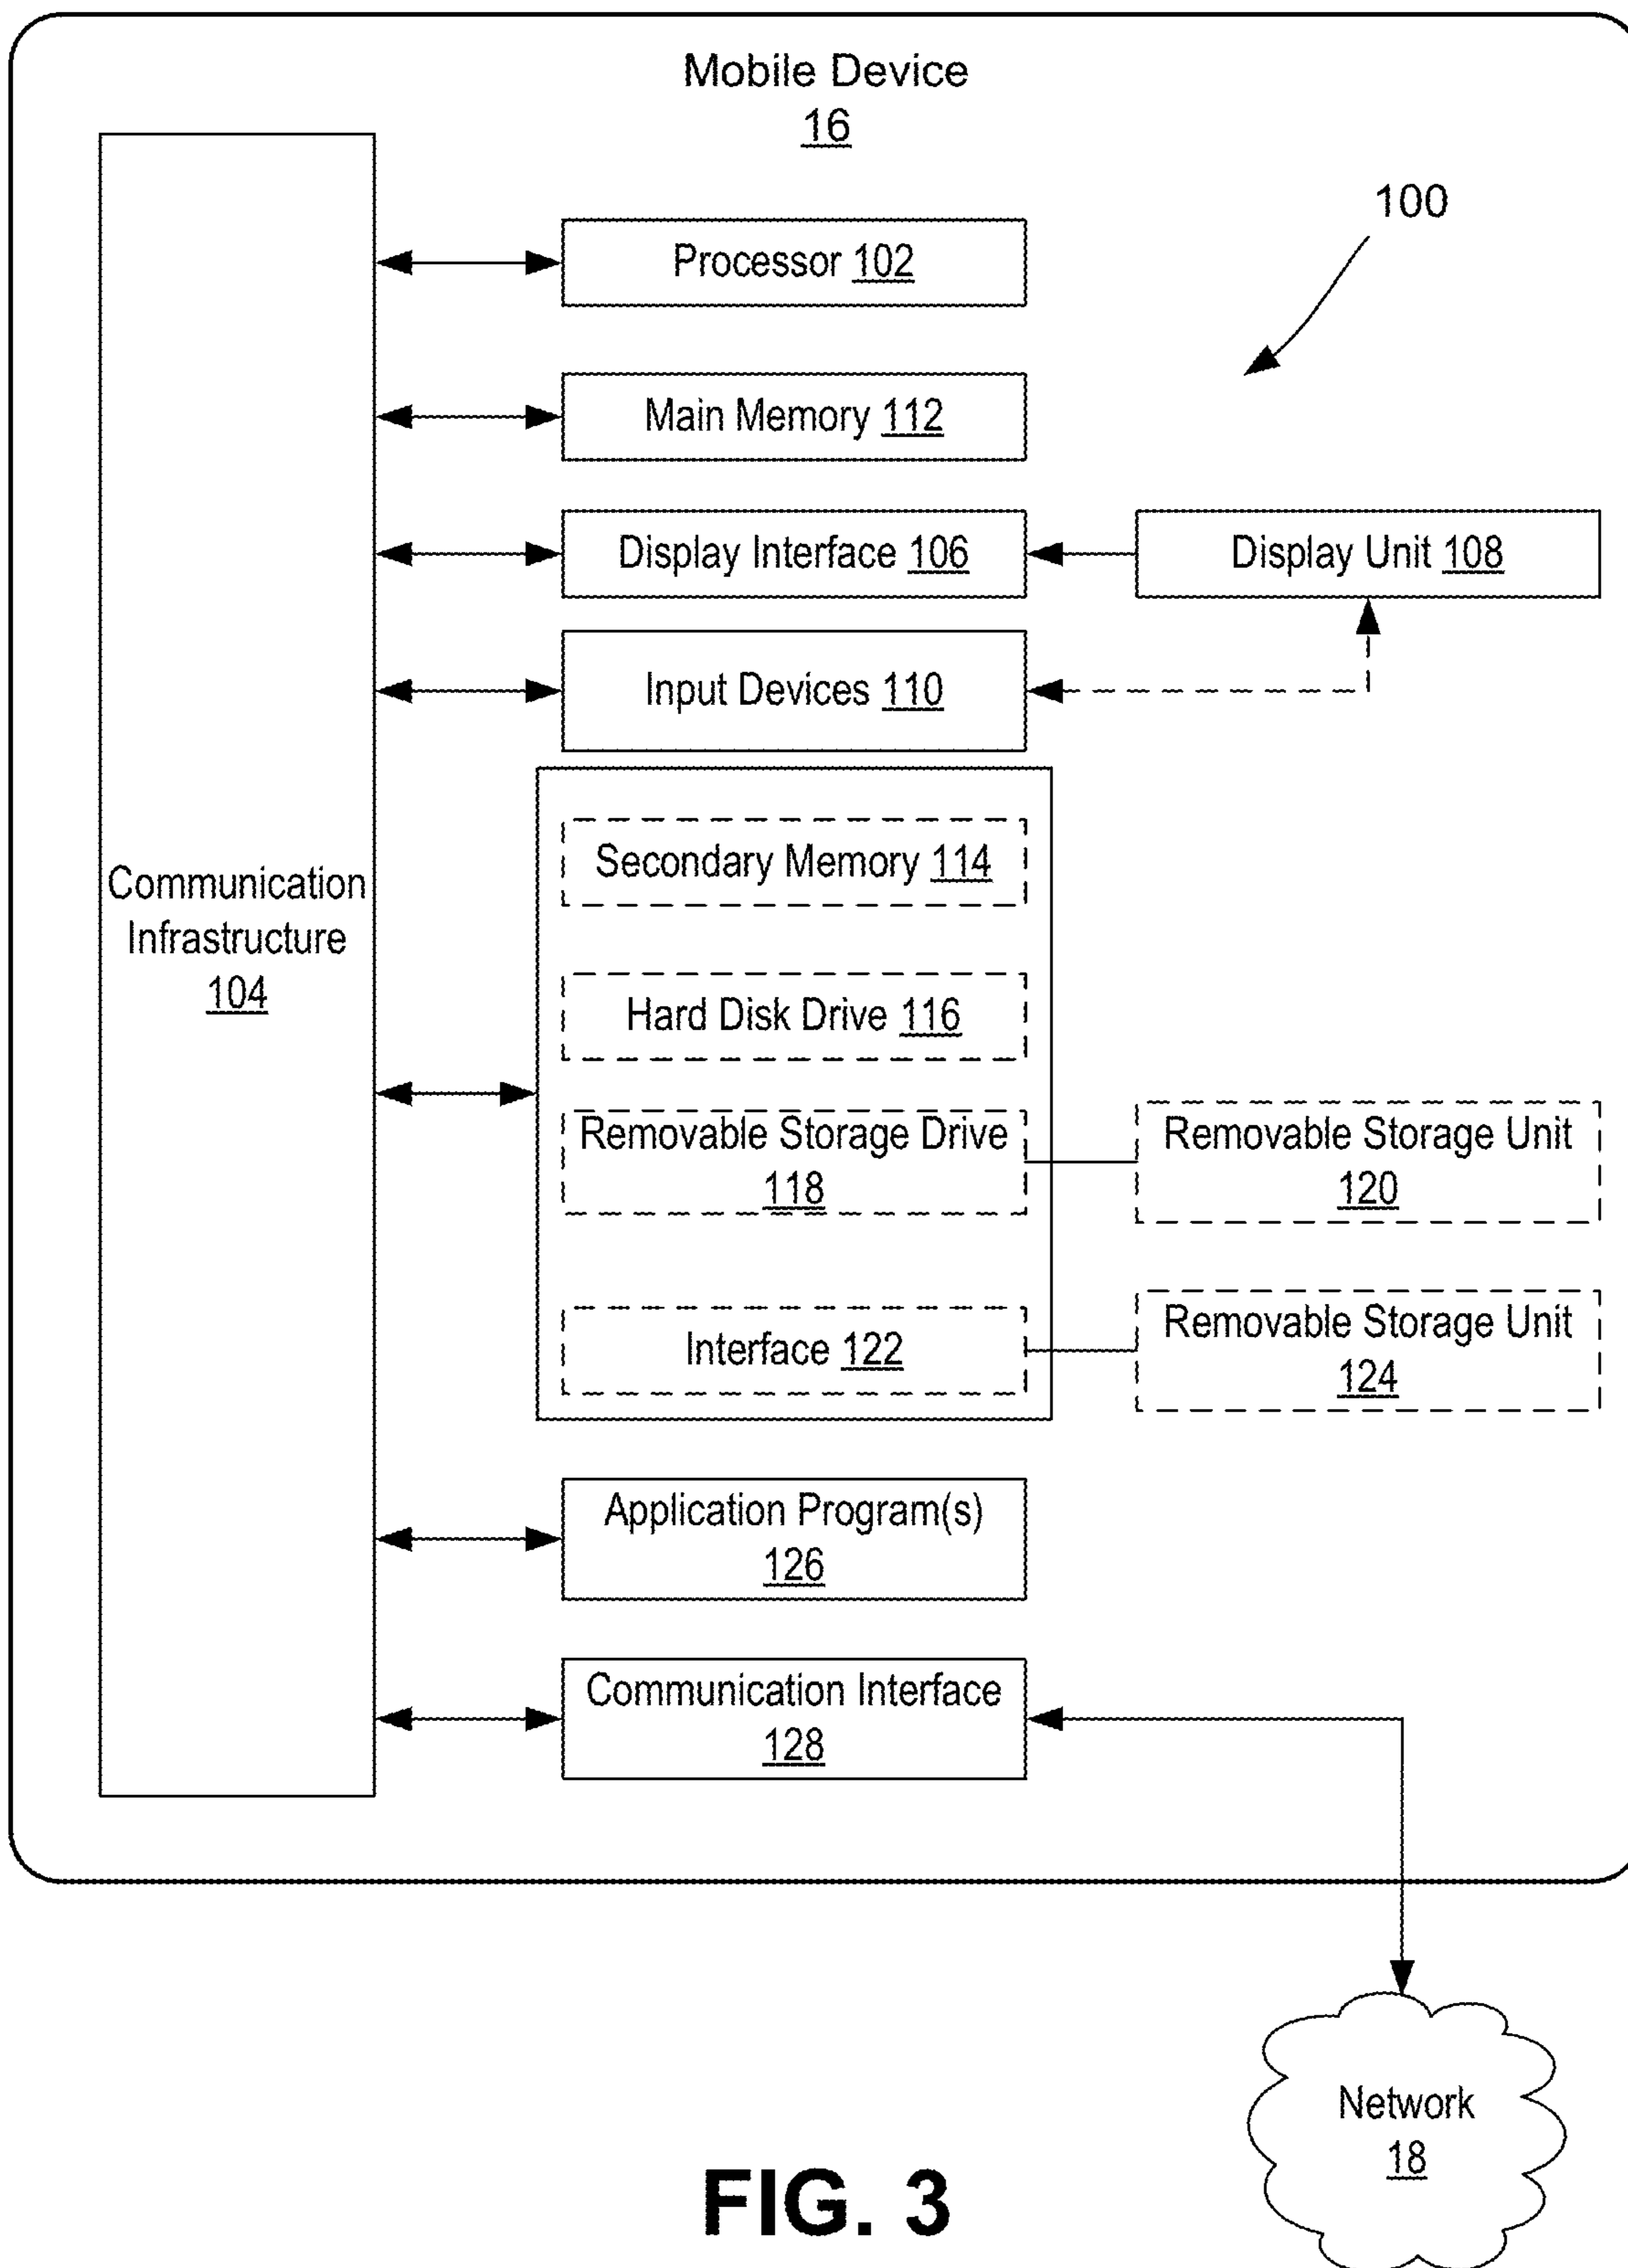 Mobile Device
16
100
Processor 102
Main Memory 112
Display Interface 106
Display Unit 108
Input Devices 110
Communication
Infrastructure
104
Secondary Memory 114
Hard Disk Drive 116
Removable Storage Drive
118
Removable Storage Unit
120
Interface 122
Removable Storage Unit
124
Application Program(s)
126
Communication Interface
128
Network
18
FIG. 3